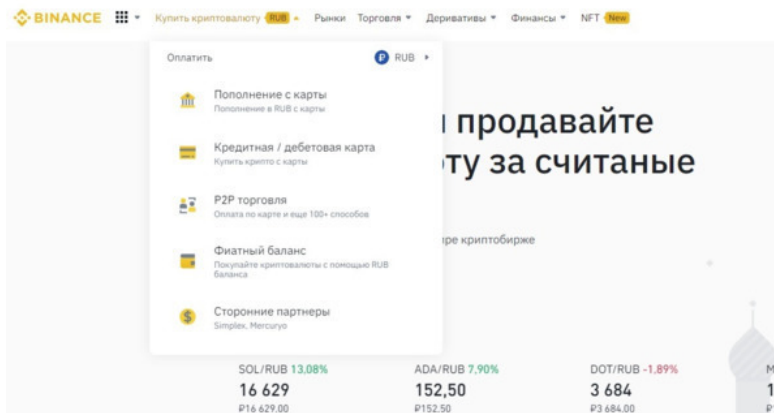 BINANCE Купить криптовалюту RUB Рынки Торговля Деривативы Финансы NFT New
Оплатить RUB
Пополнение с карты
Пополнение в RUB с карты
Кредитная / дебетовая карта
Купить крипто с карты
P2P торговля
Оплата по карте и еще 100+ способов
Фиатный баланс
Покупайте криптовалюты с помощью RUB
баланса
Сторонние партнеры
Simplex, Mercuryo
продавайте
ту за считаные
ре криптобирже
SOL/RUB 13,08% ADA/RUB 7,90% DOT/RUB -1,89% M
16 629 152,50 3 684 1
₽16 629.00 ₽152.50 ₽3 684.00